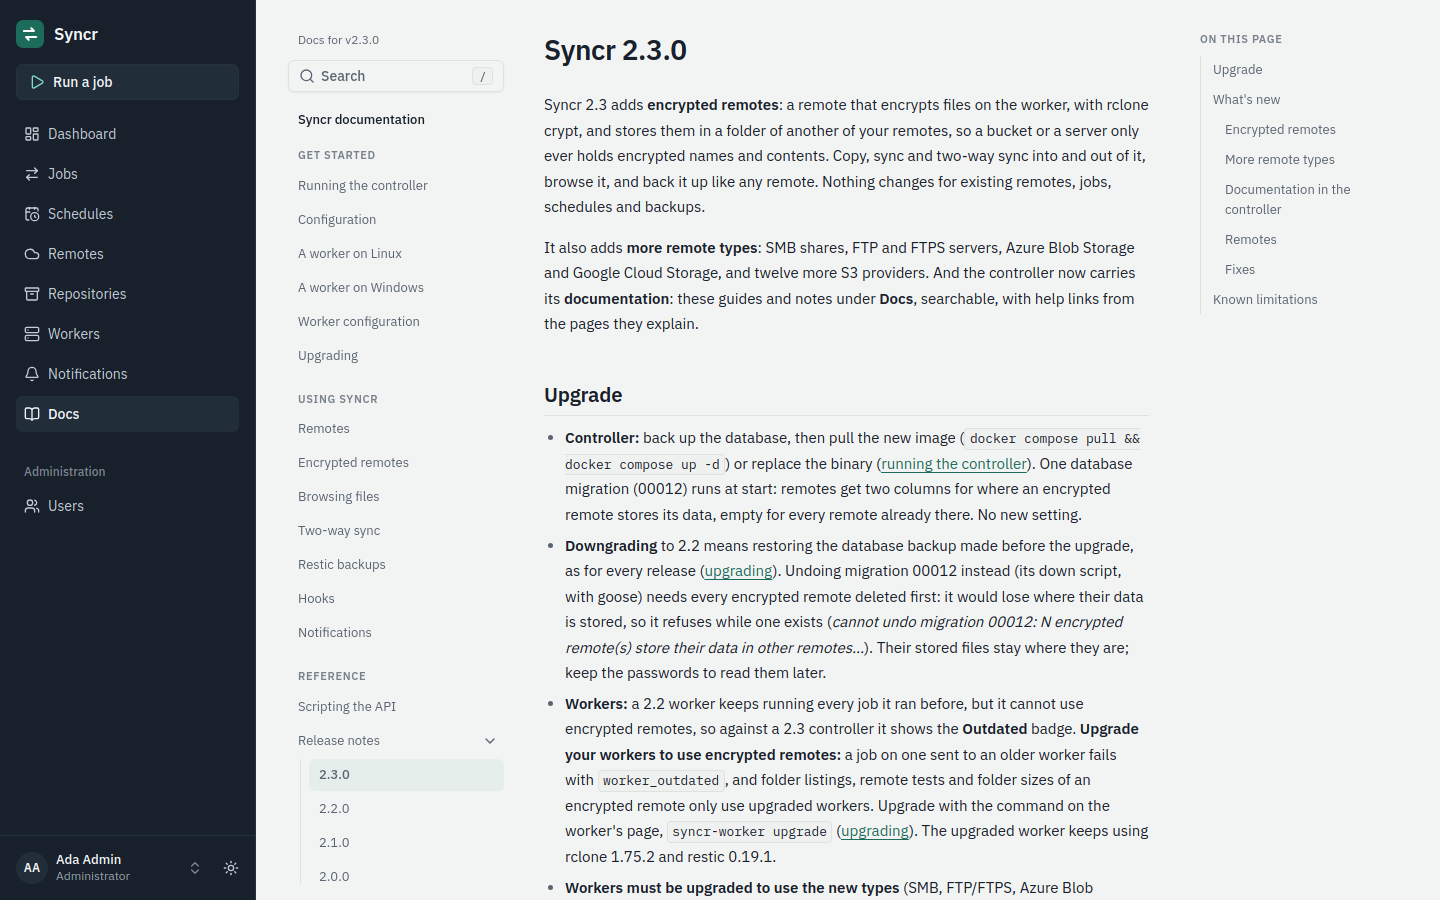 Syncr
Run a job
Dashboard
Jobs
Schedules
Remotes
Repositories
Workers
Notifications
Docs
Administration
Users
AA
Ada Admin
Administrator
Docs for v2.3.0
Search /
Syncr documentation
GET STARTED
Running the controller
Configuration
A worker on Linux
A worker on Windows
Worker configuration
Upgrading
USING SYNCR
Remotes
Encrypted remotes
Browsing files
Two-way sync
Restic backups
Hooks
Notifications
REFERENCE
Scripting the API
Release notes
2.3.0
2.2.0
2.1.0
2.0.0
Syncr 2.3.0
Syncr 2.3 adds encrypted remotes: a remote that encrypts files on the worker, with rclone
crypt, and stores them in a folder of another of your remotes, so a bucket or a server only
ever holds encrypted names and contents. Copy, sync and two-way sync into and out of it,
browse it, and back it up like any remote. Nothing changes for existing remotes, jobs,
schedules and backups.
It also adds more remote types: SMB shares, FTP and FTPS servers, Azure Blob Storage
and Google Cloud Storage, and twelve more S3 providers. And the controller now carries
its documentation: these guides and notes under Docs, searchable, with help links from
the pages they explain.
Upgrade
• Controller: back up the database, then pull the new image (docker compose pull &&
docker compose up -d) or replace the binary (running the controller). One database
migration (00012) runs at start: remotes get two columns for where an encrypted
remote stores its data, empty for every remote already there. No new setting.
• Downgrading to 2.2 means restoring the database backup made before the upgrade,
as for every release (upgrading). Undoing migration 00012 instead (its down script,
with goose) needs every encrypted remote deleted first: it would lose where their data
is stored, so it refuses while one exists (cannot undo migration 00012: N encrypted
remote(s) store their data in other remotes…). Their stored files stay where they are;
keep the passwords to read them later.
• Workers: a 2.2 worker keeps running every job it ran before, but it cannot use
encrypted remotes, so against a 2.3 controller it shows the Outdated badge. Upgrade
your workers to use encrypted remotes: a job on one sent to an older worker fails
with worker_outdated, and folder listings, remote tests and folder sizes of an
encrypted remote only use upgraded workers. Upgrade with the command on the
worker's page, syncr-worker upgrade (upgrading). The upgraded worker keeps using
rclone 1.75.2 and restic 0.19.1.
• Workers must be upgraded to use the new types (SMB, FTP/FTPS, Azure Blob
ON THIS PAGE
Upgrade
What's new
Encrypted remotes
More remote types
Documentation in the
controller
Remotes
Fixes
Known limitations